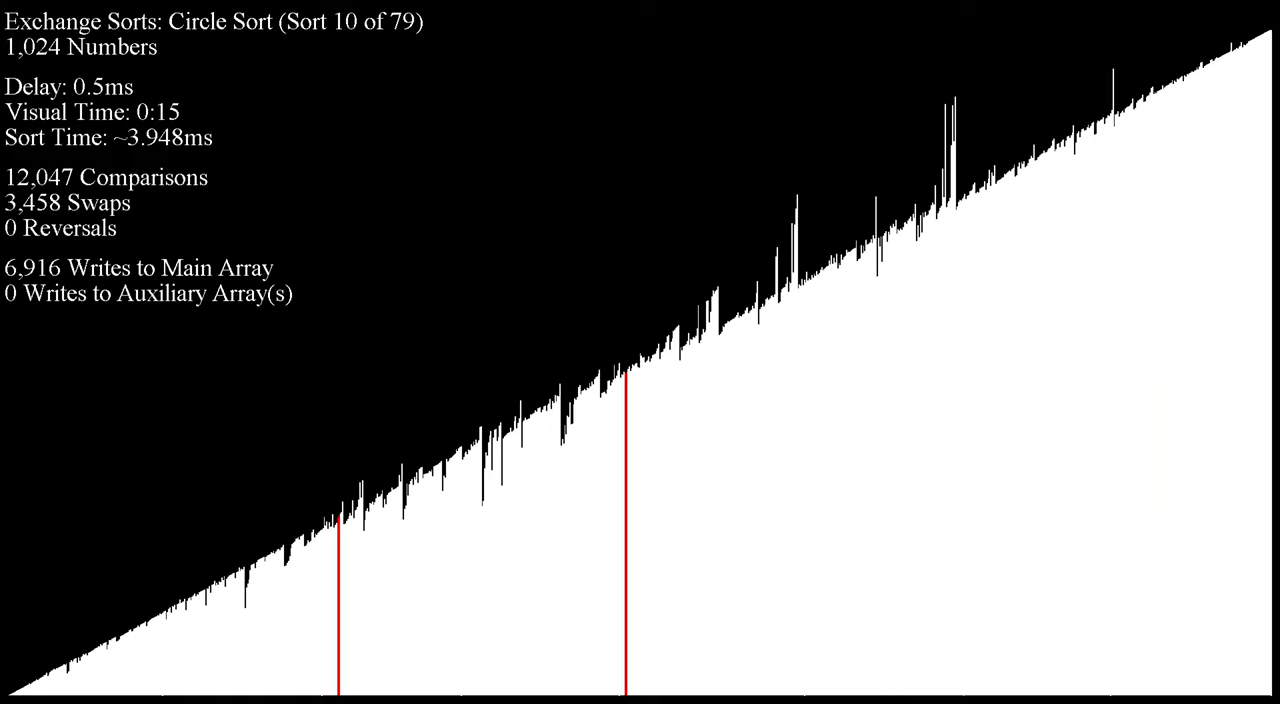 Exchange Sorts: Circle Sort (Sort 10 of 79)
1,024 Numbers
Delay: 0.5ms
Visual Time: 0:15
Sort Time: ~3.948ms
12,047 Comparisons
3,458 Swaps
0 Reversals
6,916 Writes to Main Array
0 Writes to Auxiliary Array(s)